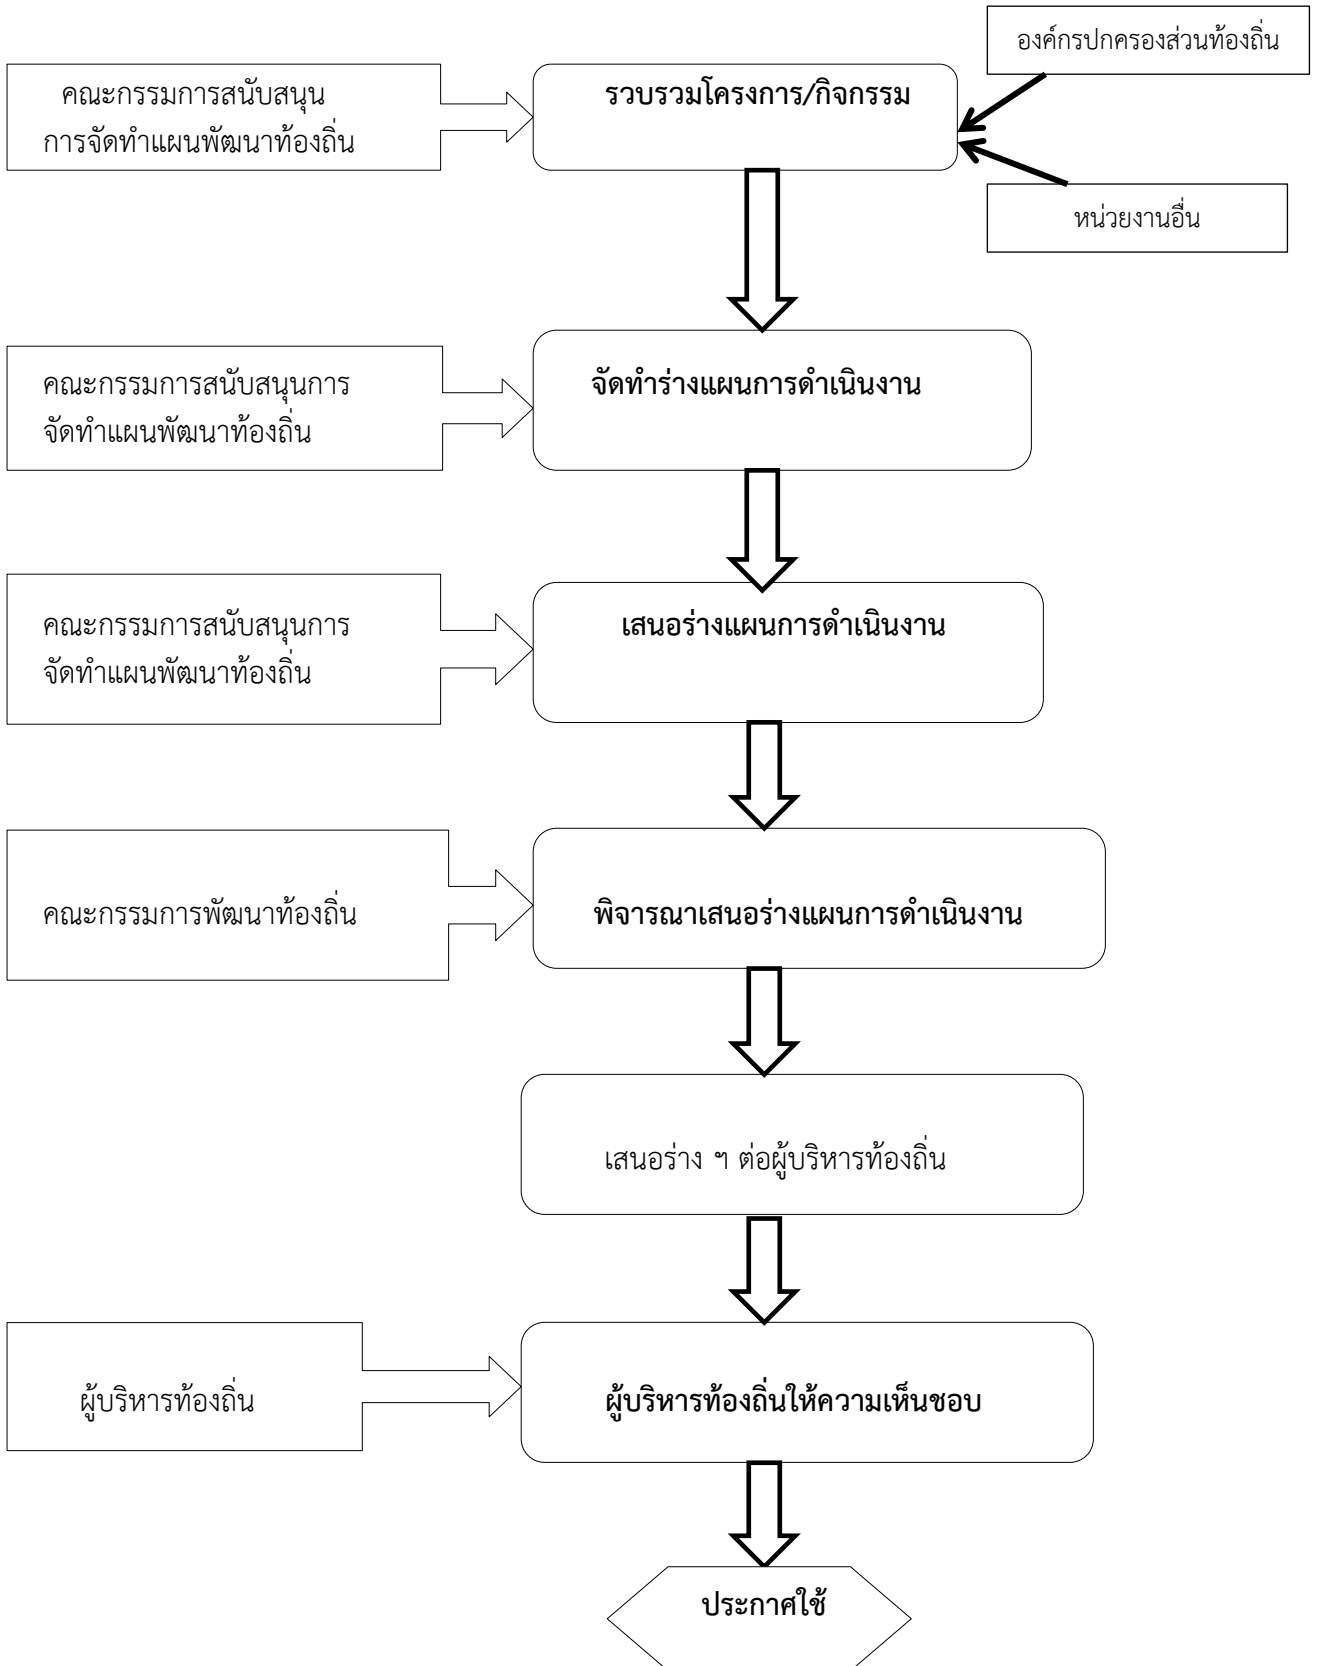 องค์กรปกครองส่วนท้องถิ่น
คณะกรรมการสนับสนุน
การจัดทำแผนพัฒนาท้องถิ่น
รวบรวมโครงการ/กิจกรรม
หน่วยงานอื่น
คณะกรรมการสนับสนุนการ
จัดทำแผนพัฒนาท้องถิ่น
จัดทำร่างแผนการดำเนินงาน
คณะกรรมการสนับสนุนการ
จัดทำแผนพัฒนาท้องถิ่น
เสนอร่างแผนการดำเนินงาน
คณะกรรมการพัฒนาท้องถิ่น
พิจารณาเสนอร่างแผนการดำเนินงาน
เสนอร่าง ฯ ต่อผู้บริหารท้องถิ่น
ผู้บริหารท้องถิ่น
ผู้บริหารท้องถิ่นให้ความเห็นชอบ
ประกาศใช้